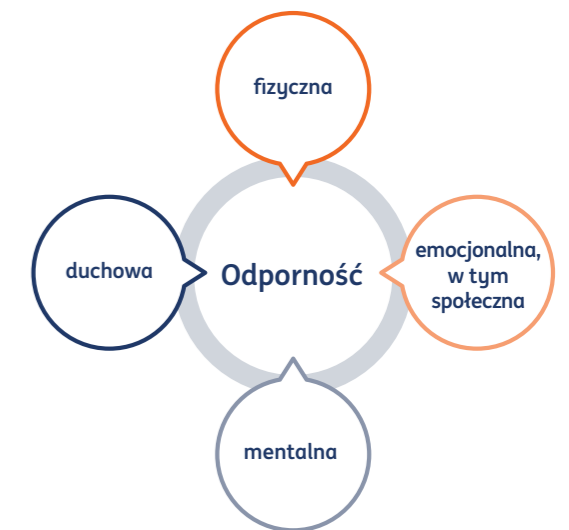 fizyczna
duchowa
Odporność
emocjonalna,
w tym
społeczna
mentalna